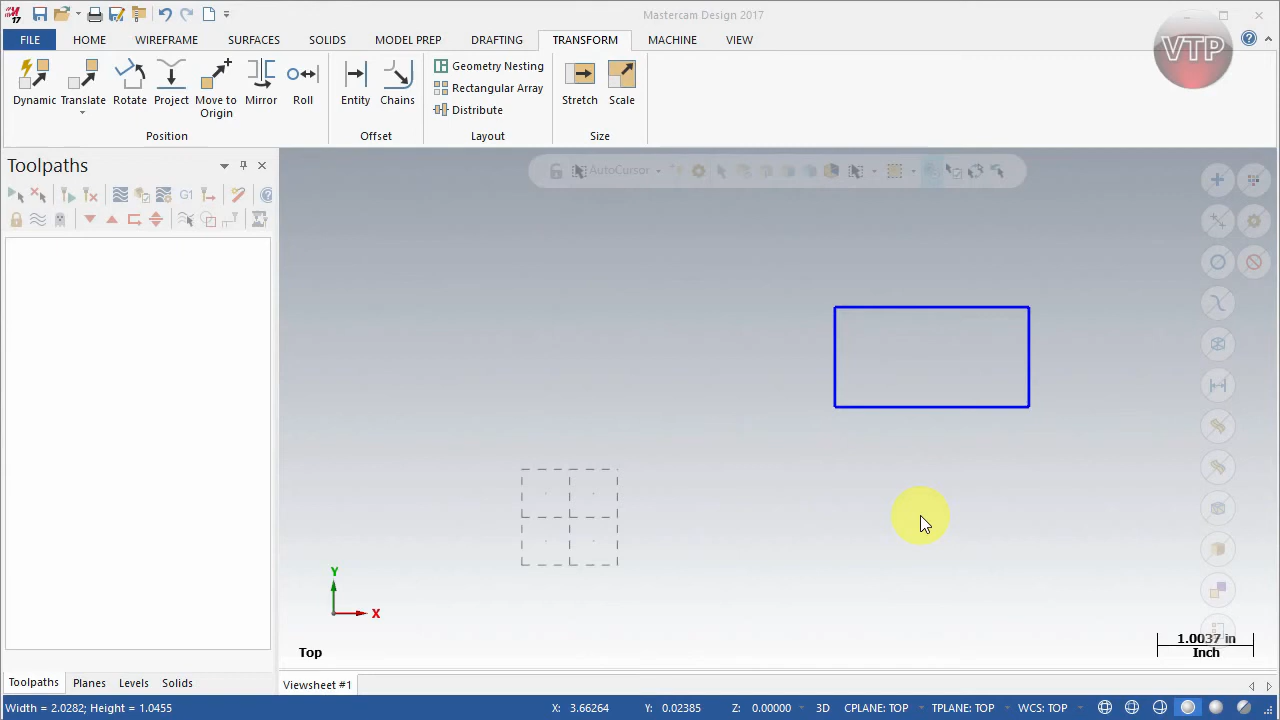 17
Mastercam Design 2017
VTP
FILE
HOME
WIREFRAME
SURFACES
SOLIDS
MODEL PREP
DRAFTING
TRANSFORM
MACHINE
VIEW
Dynamic
Translate
Rotate
Project
Move to
Origin
Mirror
Roll
Position
Entity
Chains
Offset
Geometry Nesting
Rectangular Array
Distribute
Layout
Stretch
Scale
Size
Toolpaths
G1
AutoCursor
Y
X
Top
1.0037 in
Inch
Toolpaths
Planes
Levels
Solids
Viewsheet #1
Width = 2.0282; Height = 1.0455
X: 3.66264
Y: 0.02385
Z: 0.00000
3D
CPLANE: TOP
TPLANE: TOP
WCS: TOP